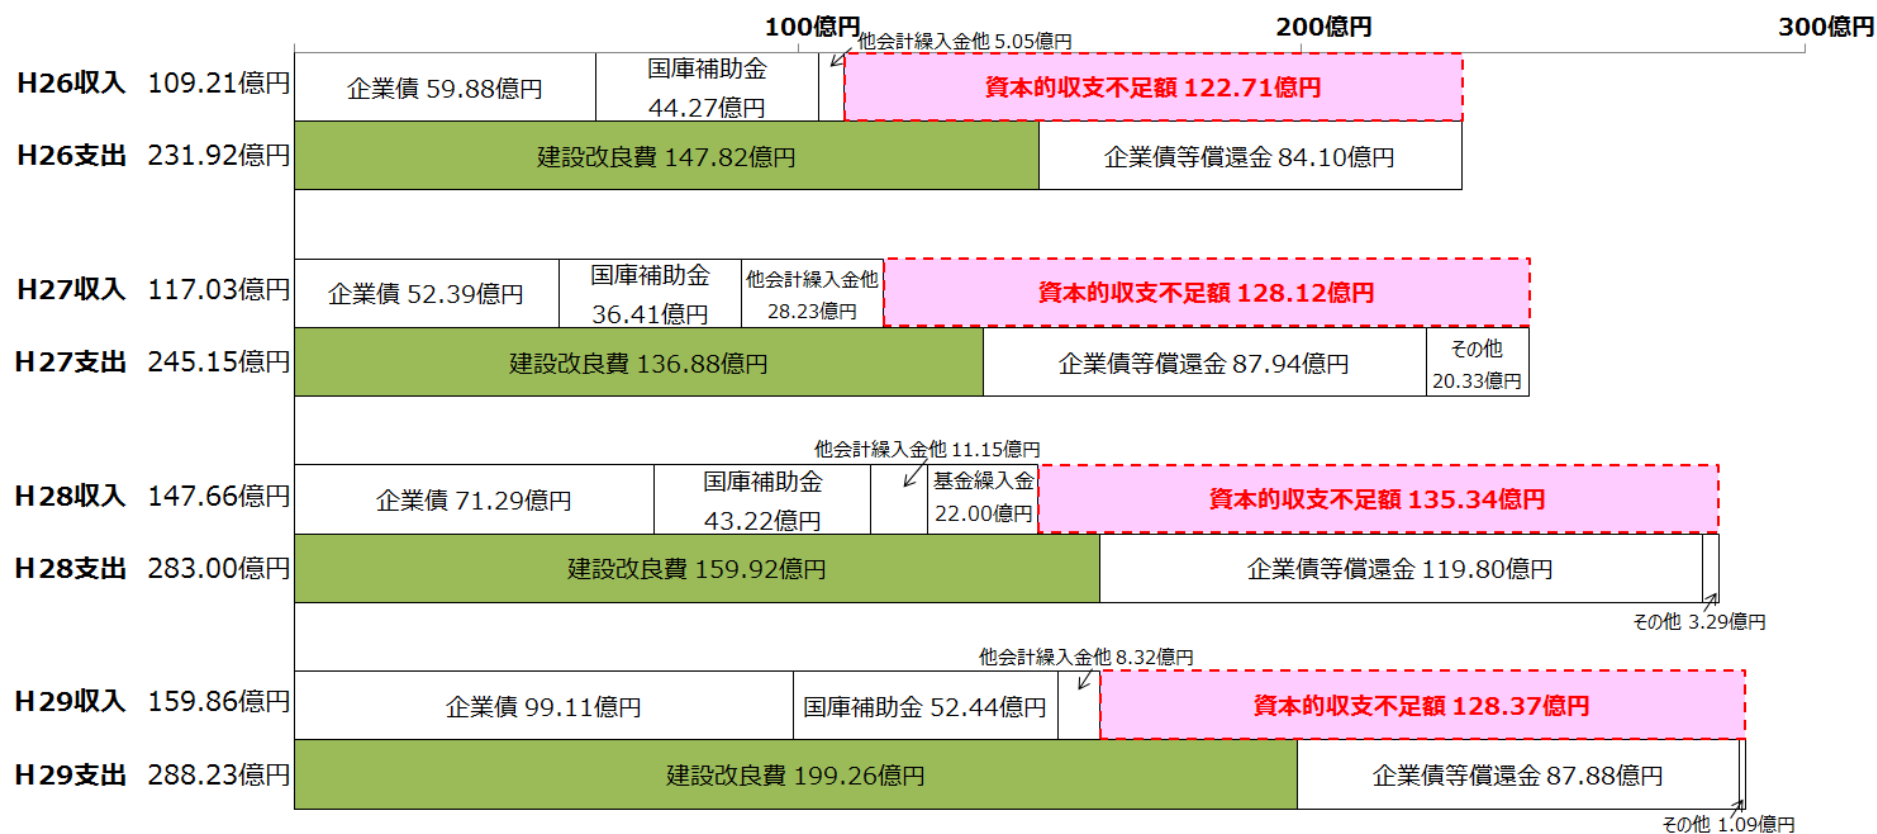 100億円 200億円 300億円
他会計繰入金他 5.05億円
H26収入 109.21億円 企業債 59.88億円 国庫補助金 資本的収支不足額 122.71億円
44.27億円
H26支出 231.92億円 建設改良費 147.82億円 企業債等償還金 84.10億円
H27収入 117.03億円 企業債 52.39億円 国庫補助金 他会計繰入金他 資本的収支不足額 128.12億円
36.41億円 28.23億円
H27支出 245.15億円 建設改良費 136.88億円 企業債等償還金 87.94億円 その他
20.33億円
他会計繰入金他 11.15億円
H28収入 147.66億円 企業債 71.29億円 国庫補助金 基金繰入金 資本的収支不足額 135.34億円
43.22億円 22.00億円
H28支出 283.00億円 建設改良費 159.92億円 企業債等償還金 119.80億円
その他 3.29億円
他会計繰入金他 8.32億円
H29収入 159.86億円 企業債 99.11億円 国庫補助金 52.44億円 資本的収支不足額 128.37億円
H29支出 288.23億円 建設改良費 199.26億円 企業債等償還金 87.88億円
その他 1.09億円